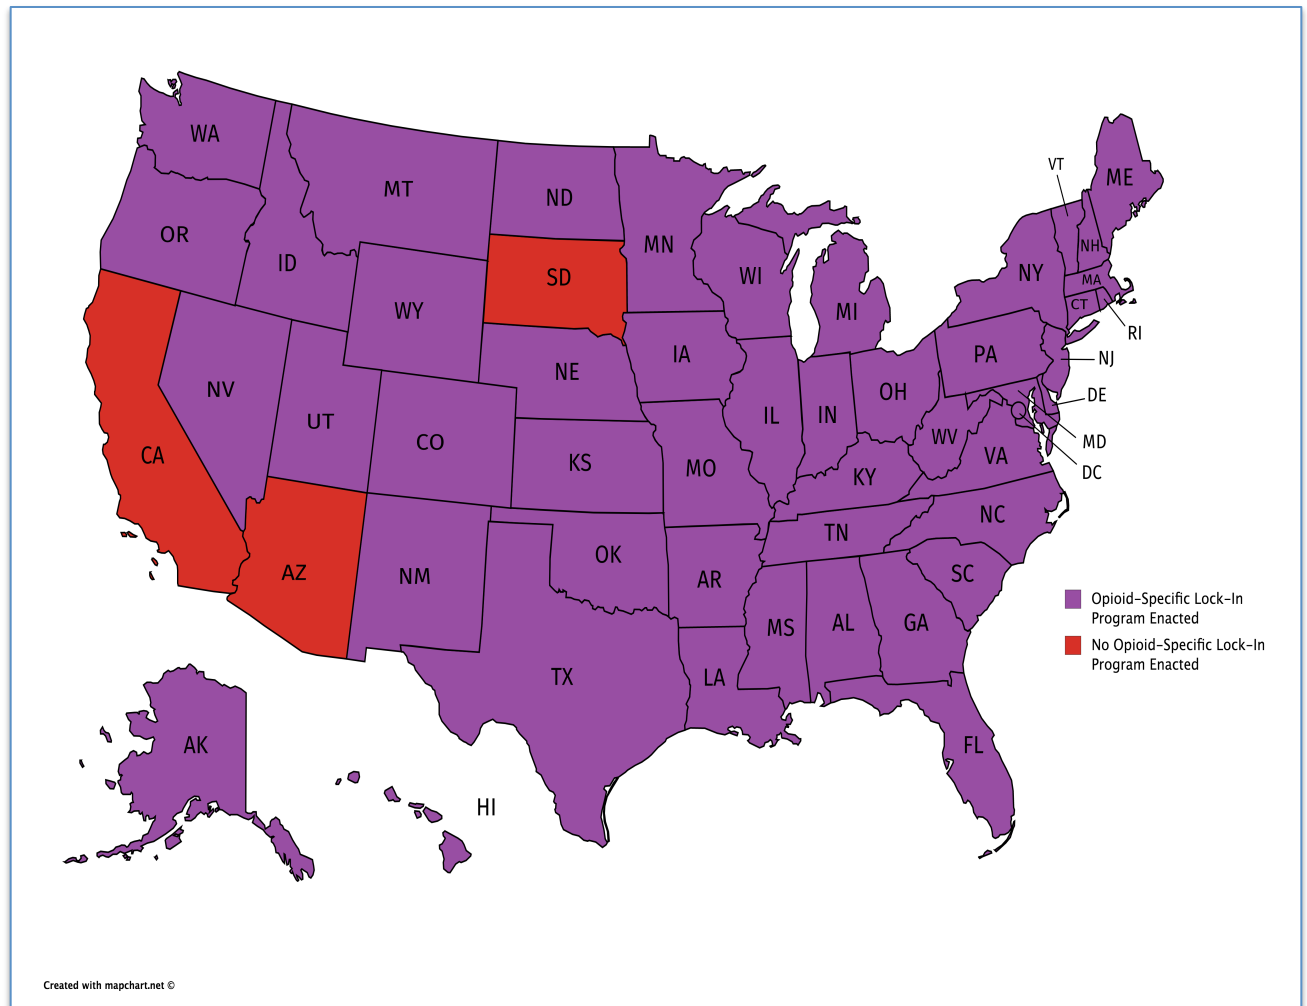 WA
VT
ME
MT
ND
OR
MN
NH
ID
SD
WI
NY
MA
WY
MI
CT
RI
IA
PA
NJ
NE
NV
OH
DE
UT
IL
IN
CO
WV
MD
CA
KS
MO
VA
DC
KY
NC
TN
OK
AZ
NM
AR
SC
Opioid-Specific Lock-In
Program Enacted
MS
AL
GA
No Opioid-Specific Lock-In
Program Enacted
TX
LA
AK
FL
HI
Created with mapchart.net ©